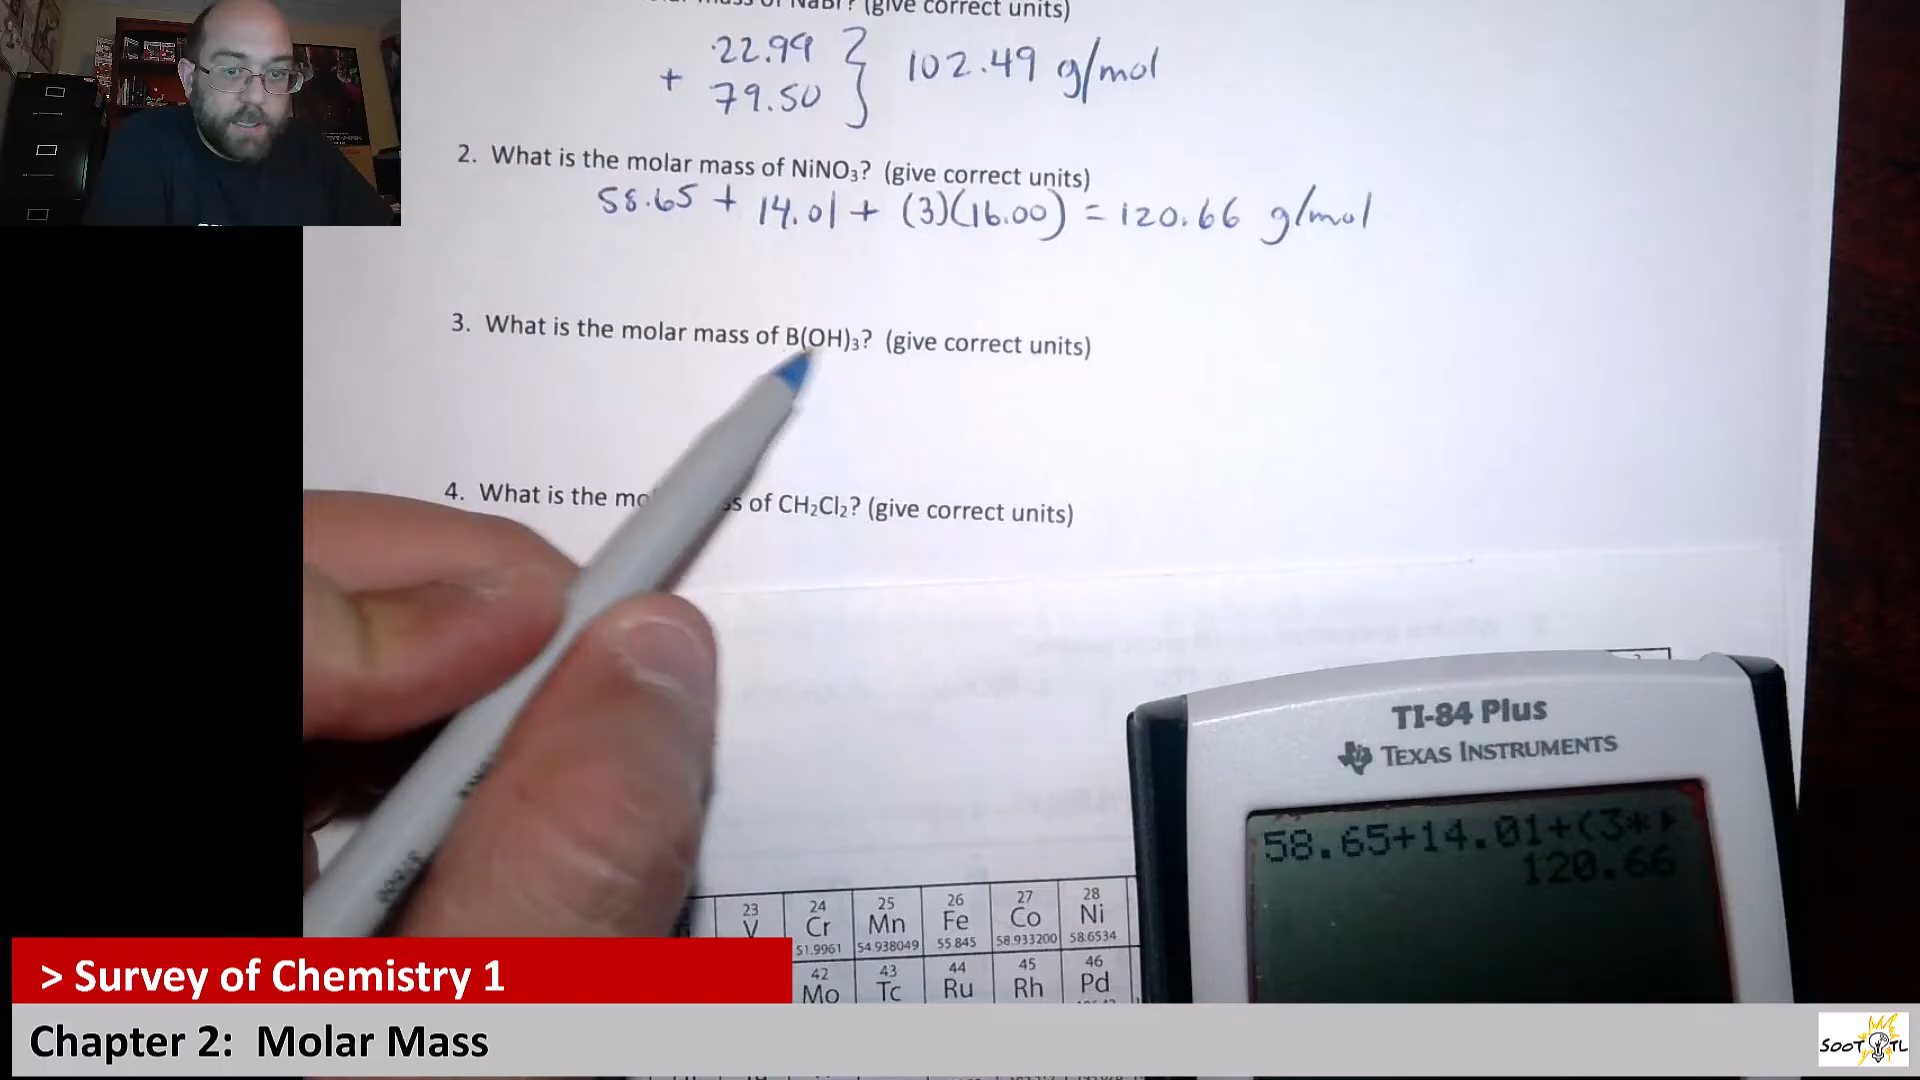 of NaBr? (give correct units)
22.99
+ 79.50 } 102.49 g/mol
2. What is the molar mass of NiNO₃? (give correct units)
58.65 + 14.01 + (3)(16.00) = 120.66 g/mol
3. What is the molar mass of B(OH)₃? (give correct units)
4. What is the mo ss of CH₂Cl₂? (give correct units)
TI-84 Plus
TEXAS INSTRUMENTS
58.65+14.01+(3*
120.66
23 24 25 26 27 28
V Cr Mn Fe Co Ni
51.9961 54.938049 55.845 58.933200 58.6534
42 43 44 45 46
Mo Tc Ru Rh Pd
> Survey of Chemistry 1
Chapter 2: Molar Mass
SOOTTL